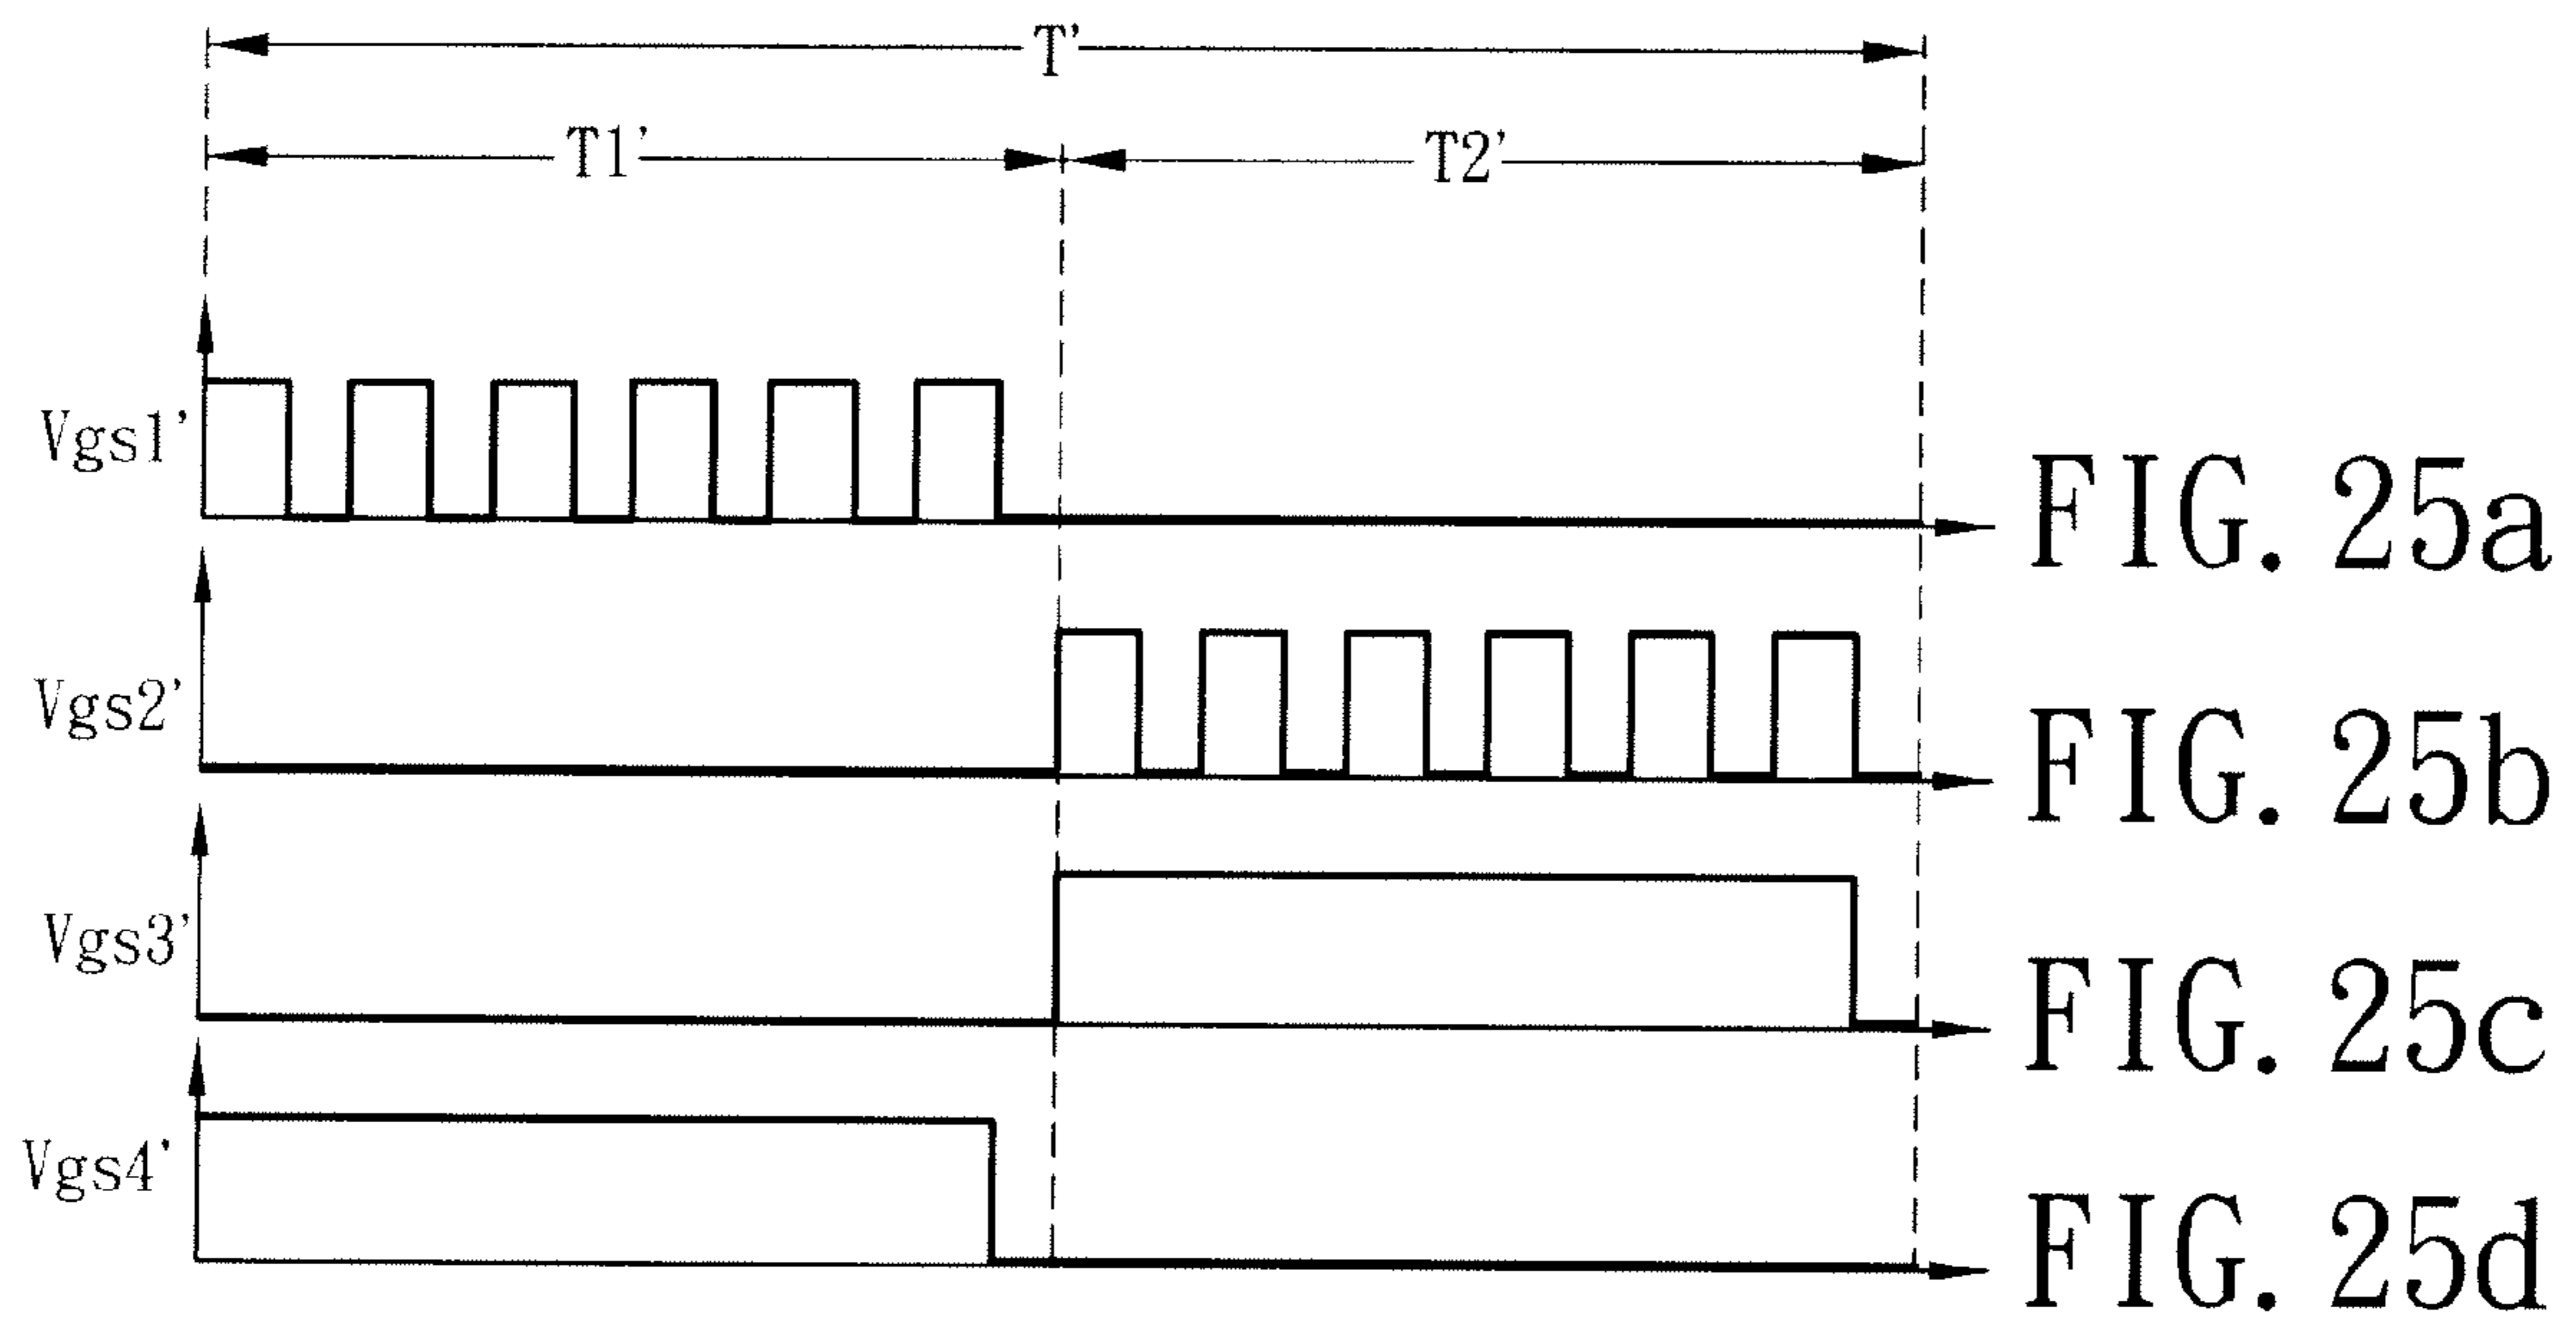 T'
T1' T2'
Vgs1' FIG. 25a
Vgs2' FIG. 25b
Vgs3' FIG. 25c
Vgs4' FIG. 25d